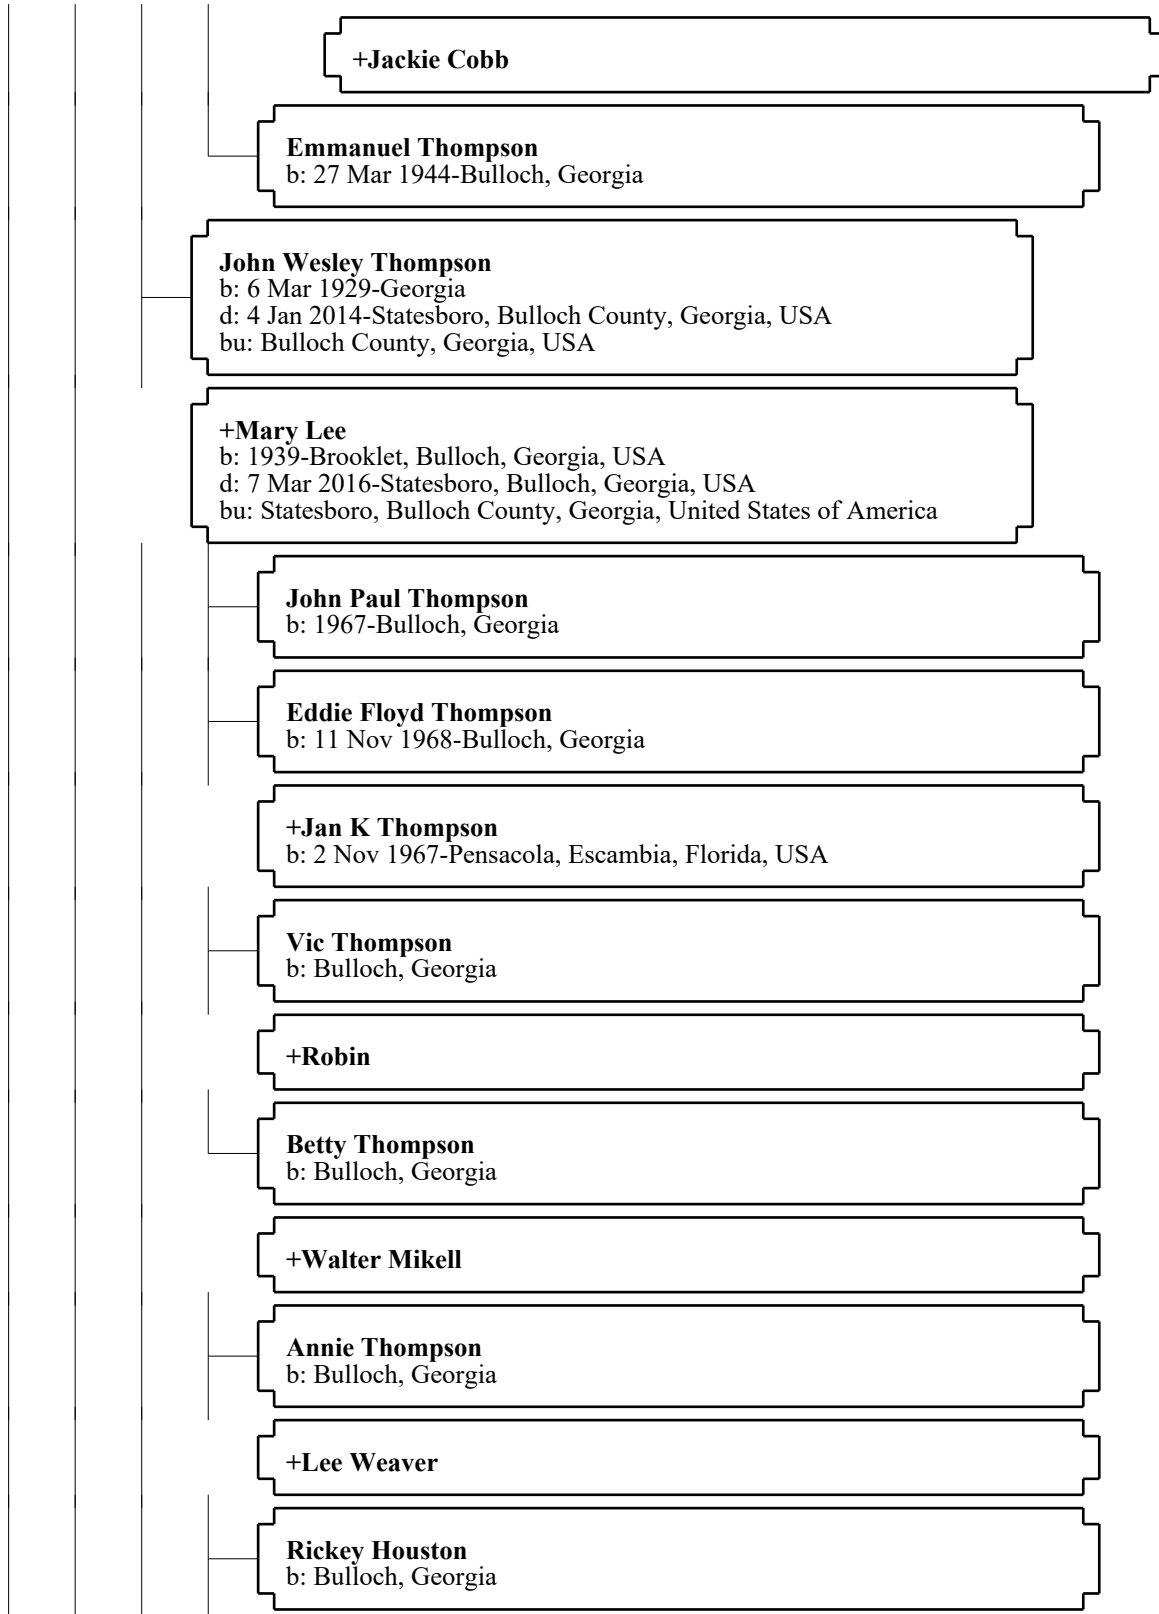 +Jackie Cobb
Emmanuel Thompson
b: 27 Mar 1944-Bulloch, Georgia
John Wesley Thompson
b: 6 Mar 1929-Georgia
d: 4 Jan 2014-Statesboro, Bulloch County, Georgia, USA
bu: Bulloch County, Georgia, USA
+Mary Lee
b: 1939-Brooklet, Bulloch, Georgia, USA
d: 7 Mar 2016-Statesboro, Bulloch, Georgia, USA
bu: Statesboro, Bulloch County, Georgia, United States of America
John Paul Thompson
b: 1967-Bulloch, Georgia
Eddie Floyd Thompson
b: 11 Nov 1968-Bulloch, Georgia
+Jan K Thompson
b: 2 Nov 1967-Pensacola, Escambia, Florida, USA
Vic Thompson
b: Bulloch, Georgia
+Robin
Betty Thompson
b: Bulloch, Georgia
+Walter Mikell
Annie Thompson
b: Bulloch, Georgia
+Lee Weaver
Rickey Houston
b: Bulloch, Georgia